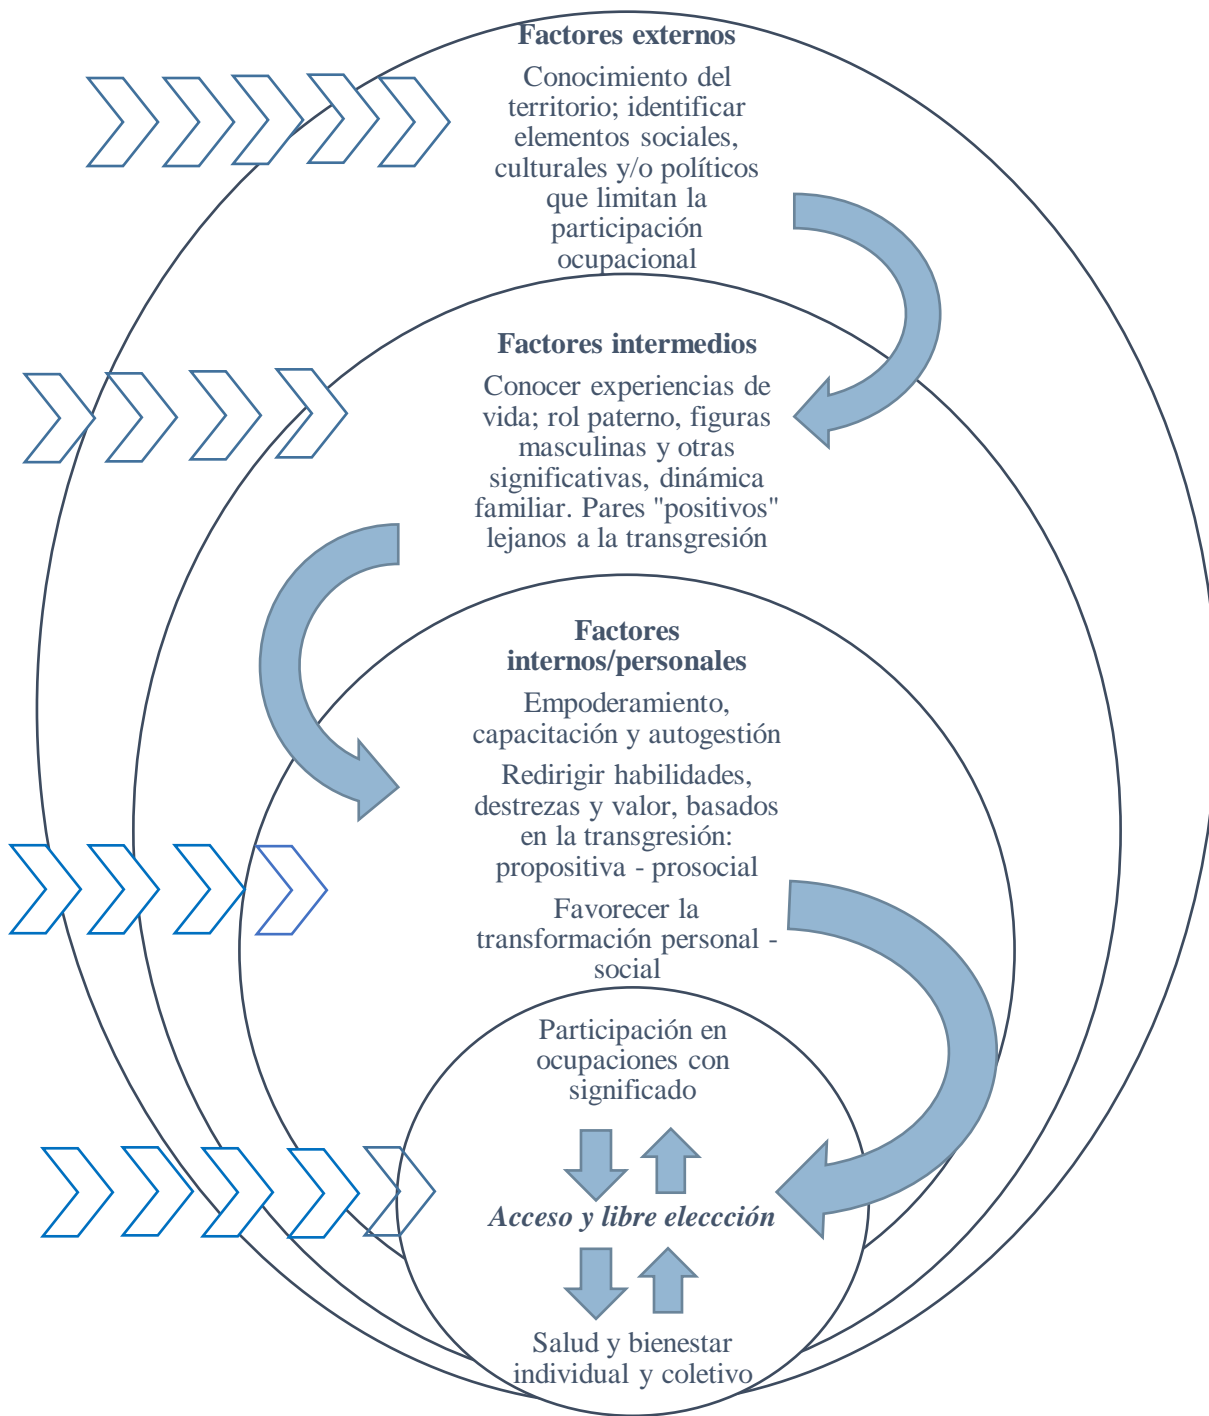 Factores externos
Conocimiento del
territorio; identificar
elementos sociales,
culturales y/o políticos
que limitan la
participación
ocupacional
Factores intermedios
Conocer experiencias de
vida; rol paterno, figuras
masculinas y otras
significativas, dinámica
familiar. Pares "positivos"
lejanos a la transgresión
Factores
internos/personales
Empoderamiento,
capacitación y autogestión
Redirigir habilidades,
destrezas y valor, basados
en la transgresión:
propositiva - prosocial
Favorecer la
transformación personal -
social
Participación en
ocupaciones con
significado
Acceso y libre eleccción
Salud y bienestar
individual y coletivo